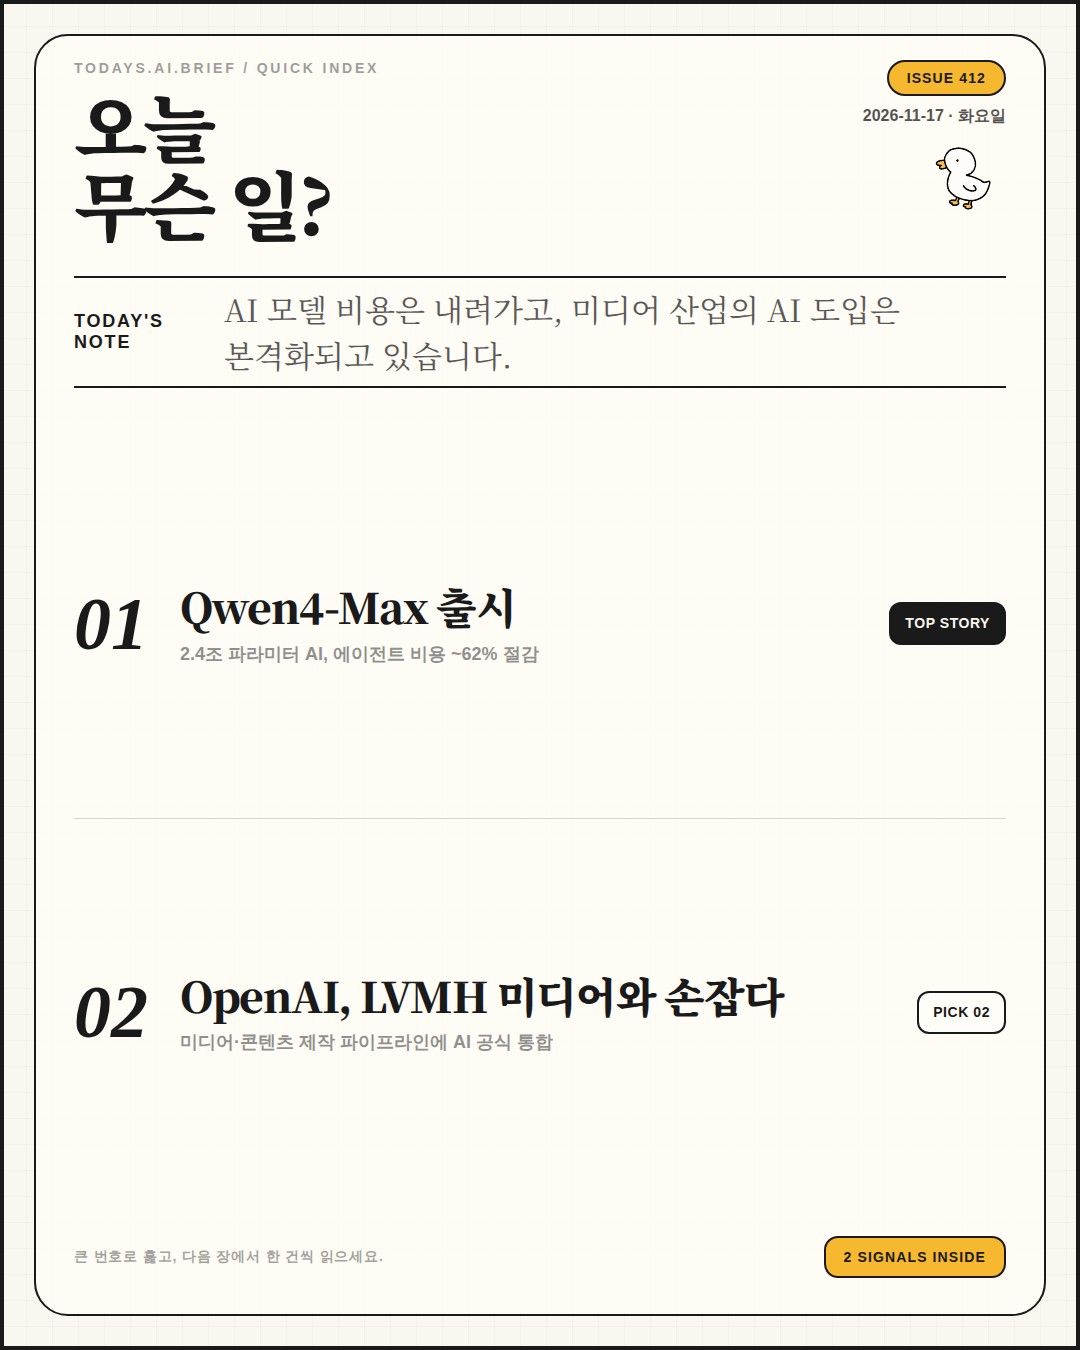 TODAYS.AI.BRIEF / QUICK INDEX
ISSUE 412
2026-11-17 · 화요일
오늘
무슨 일?
TODAY'S
NOTE
AI 모델 비용은 내려가고, 미디어 산업의 AI 도입은
본격화되고 있습니다.
01
Qwen4-Max 출시
2.4조 파라미터 AI, 에이전트 비용 ~62% 절감
TOP STORY
02
OpenAI, LVMH 미디어와 손잡다
미디어·콘텐츠 제작 파이프라인에 AI 공식 통합
PICK 02
큰 번호로 훑고, 다음 장에서 한 건씩 읽으세요.
2 SIGNALS INSIDE